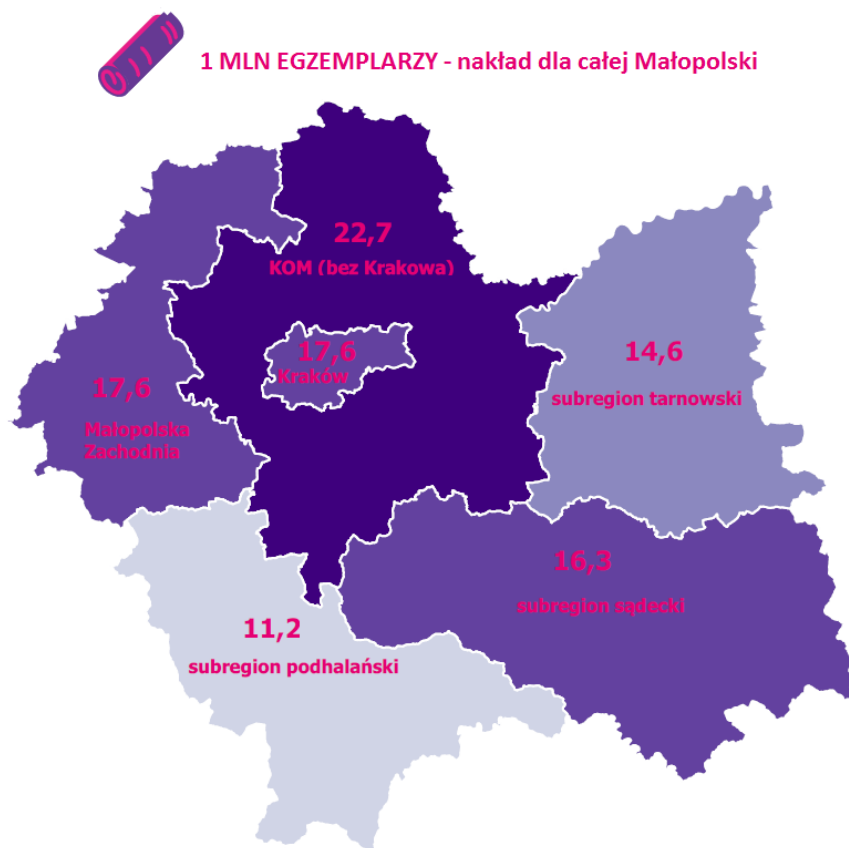 1 MLN EGZEMPLARZY - nakład dla całej Małopolski
22,7
KOM (bez Krakowa)
17,6
Kraków
14,6
subregion tarnowski
17,6
Małopolska
Zachodnia
16,3
subregion sądecki
11,2
subregion podhalański